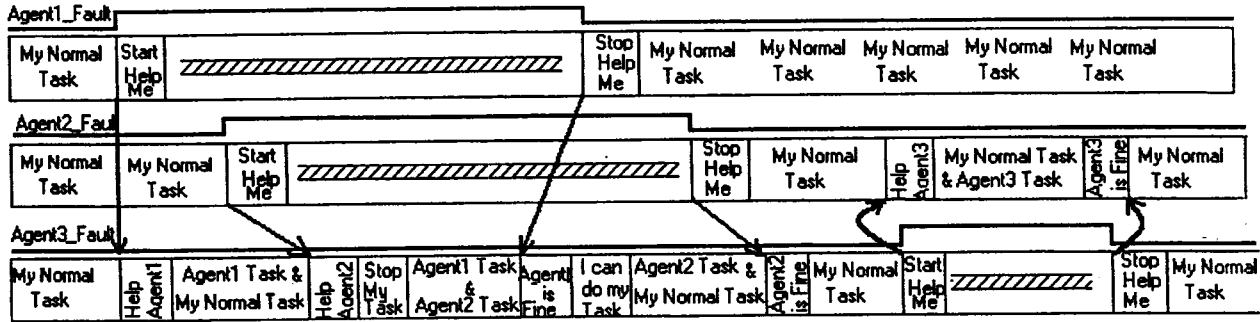 Agent1_Fault
My Normal Task
Start Help Me
Stop Help Me
My Normal Task
My Normal Task
My Normal Task
My Normal Task
My Normal Task
Agent2_Fault
My Normal Task
My Normal Task
Start Help Me
Stop Help Me
My Normal Task
Help Agent3
My Normal Task & Agent3 Task
Agent3 is Fine
My Normal Task
Agent3_Fault
My Normal Task
Help Agent1
Agent1 Task & My Normal Task
Help Agent2
Stop My Task
Agent1 Task & Agent2 Task
Agent1 is Fine
I can do my Task
Agent2 Task & My Normal Task
Agent2 is Fine
My Normal Task
Start Help Me
Stop Help Me
My Normal Task